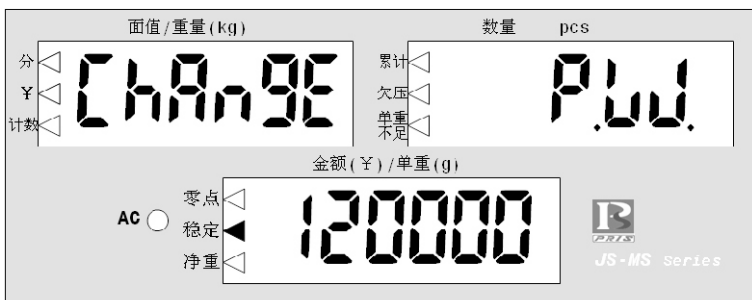 面值/重量(kg)
数量 pcs
分
￥
计数
ChAngE
累计
欠压
单重
不足
P.W.
金额(￥)/单重(g)
AC
零点
稳定
净重
120000
PRIS
JS-MS Series